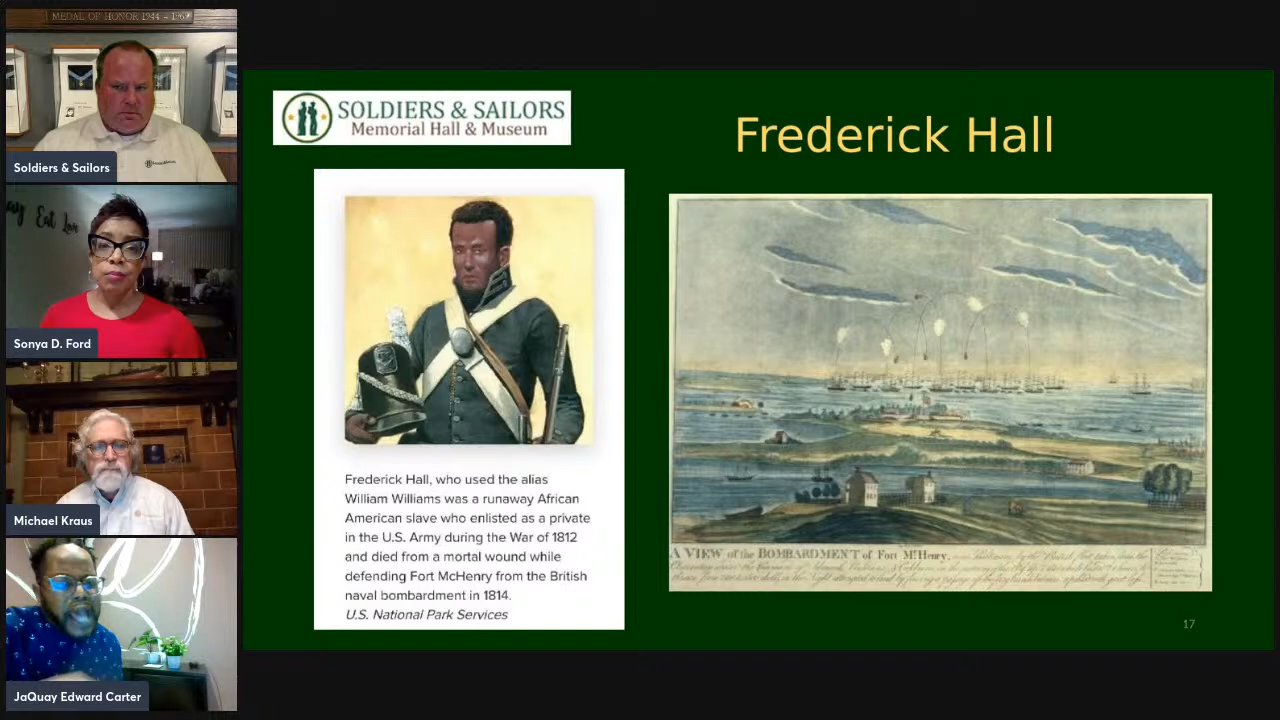 MEDAL OF HONOR 1944 - 1969
Soldiers & Sailors
Eat Love
Sonya D. Ford
Michael Kraus
JaQuay Edward Carter
SOLDIERS & SAILORS
Memorial Hall & Museum
Frederick Hall
Frederick Hall, who used the alias
William Williams was a runaway African
American slave who enlisted as a private
in the U.S. Army during the War of 1812
and died from a mortal wound while
defending Fort McHenry from the British
naval bombardment in 1814.
U.S. National Park Services
A VIEW of the BOMBARDMENT of Fort McHenry,
17